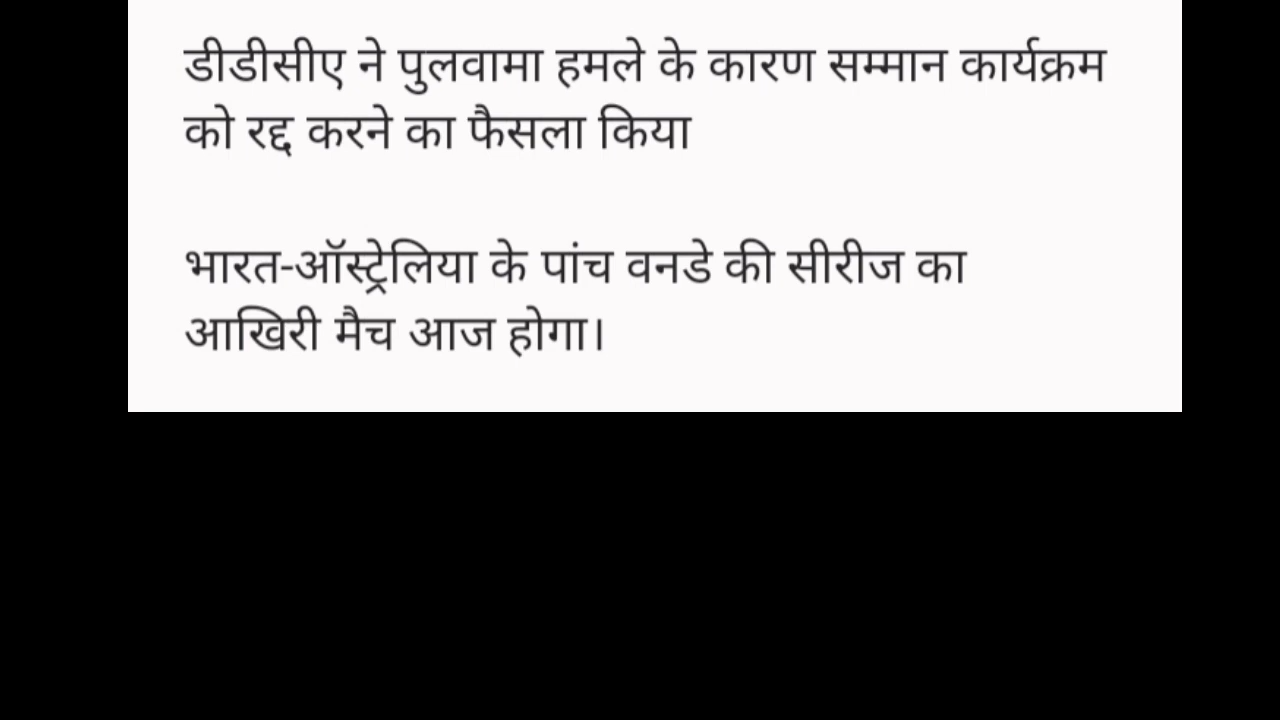 डीडीसीए ने पुलवामा हमले के कारण सम्मान कार्यक्रम
को रद्द करने का फैसला किया
भारत-ऑस्ट्रेलिया के पांच वनडे की सीरीज का
आखिरी मैच आज होगा।